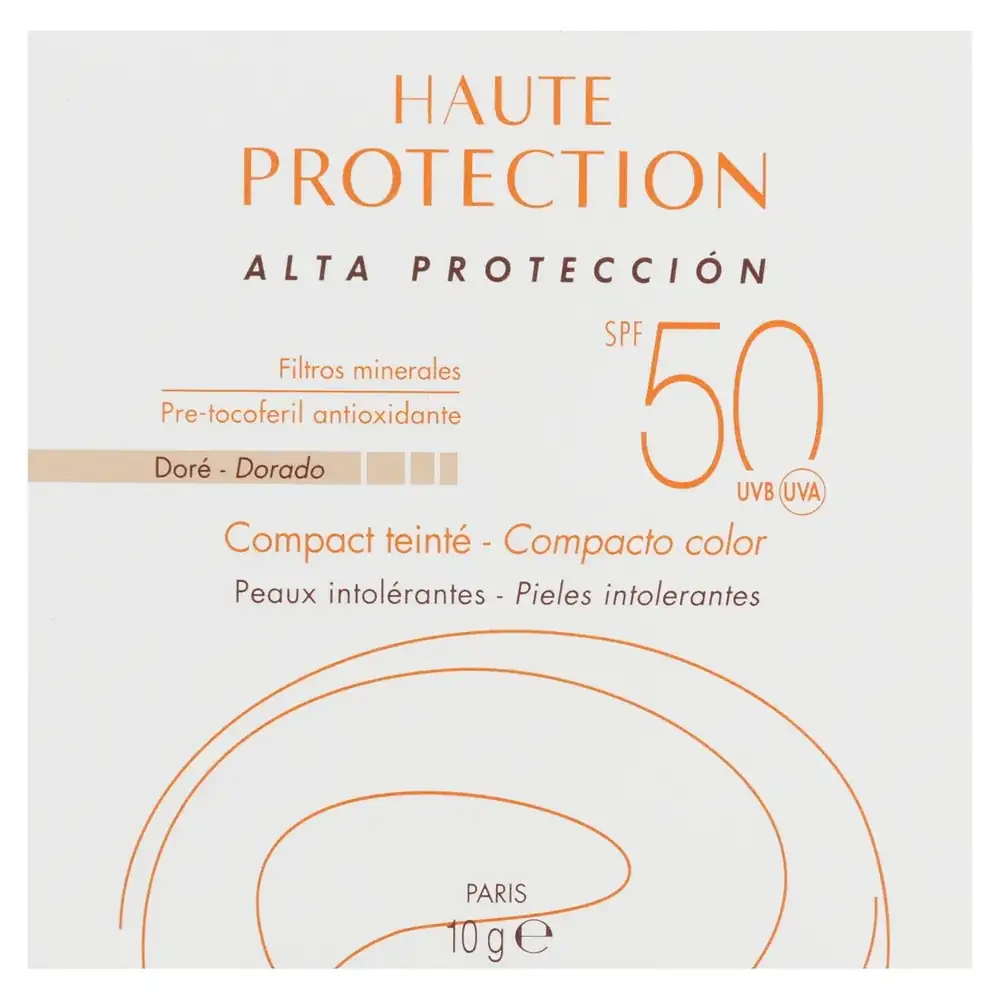 HAUTE
PROTECTION
ALTA PROTECCIÓN
SPF 50
Filtros minerales
Pre-tocoferil antioxidante
Doré - Dorado
UVB UVA
Compact teinté - Compacto color
Peaux intolérantes - Pieles intolerantes
PARIS
10 g ℮